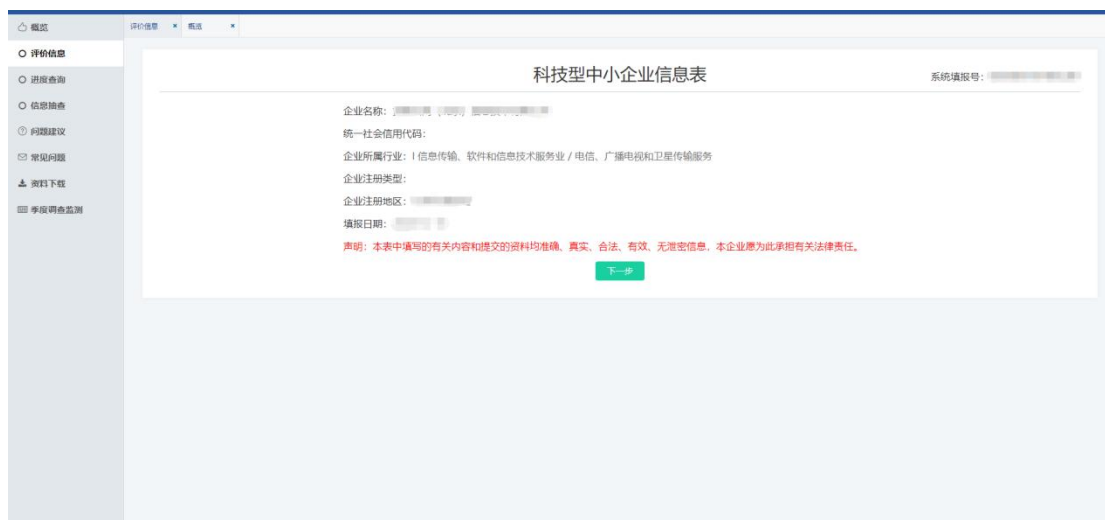 概览
评价信息
进度查询
信息抽查
问题建议
常见问题
资料下载
季度调查监测
评价信息 × 概览 ×
科技型中小企业信息表
系统填报号:
企业名称:
统一社会信用代码:
企业所属行业: I 信息传输、软件和信息技术服务业 / 电信、广播电视和卫星传输服务
企业注册类型:
企业注册地区:
填报日期:
声明: 本表中填写的有关内容和提交的资料均准确、真实、合法、有效、无泄密信息, 本企业愿为此承担有关法律责任。
下一步